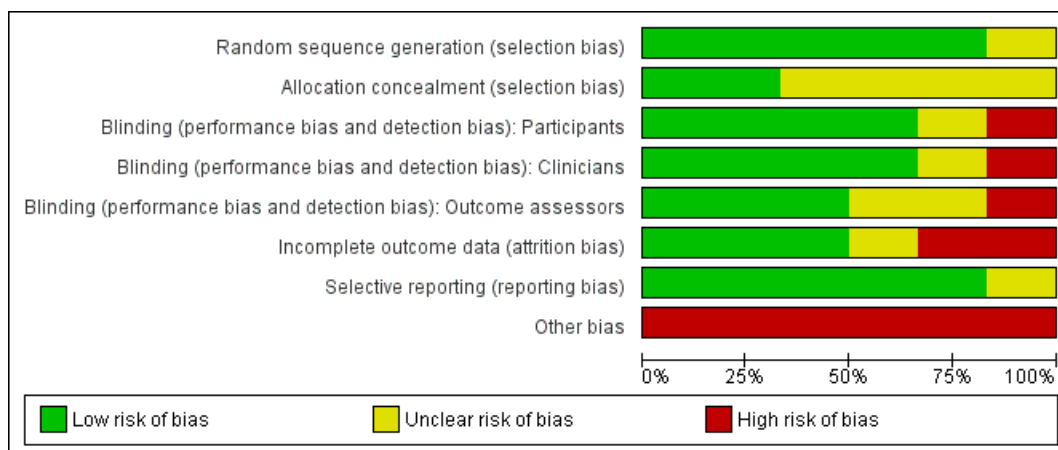 Random sequence generation (selection bias)
Allocation concealment (selection bias)
Blinding (performance bias and detection bias): Participants
Blinding (performance bias and detection bias): Clinicians
Blinding (performance bias and detection bias): Outcome assessors
Incomplete outcome data (attrition bias)
Selective reporting (reporting bias)
Other bias
0% 25% 50% 75% 100%
Low risk of bias Unclear risk of bias High risk of bias